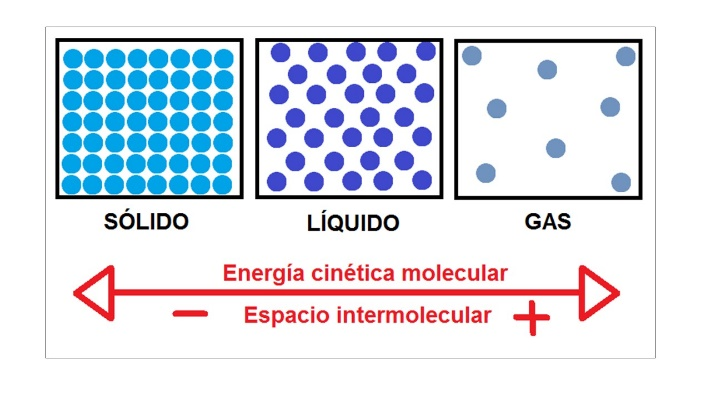 SÓLIDO
LÍQUIDO
GAS
Energía cinética molecular
Espacio intermolecular
− +